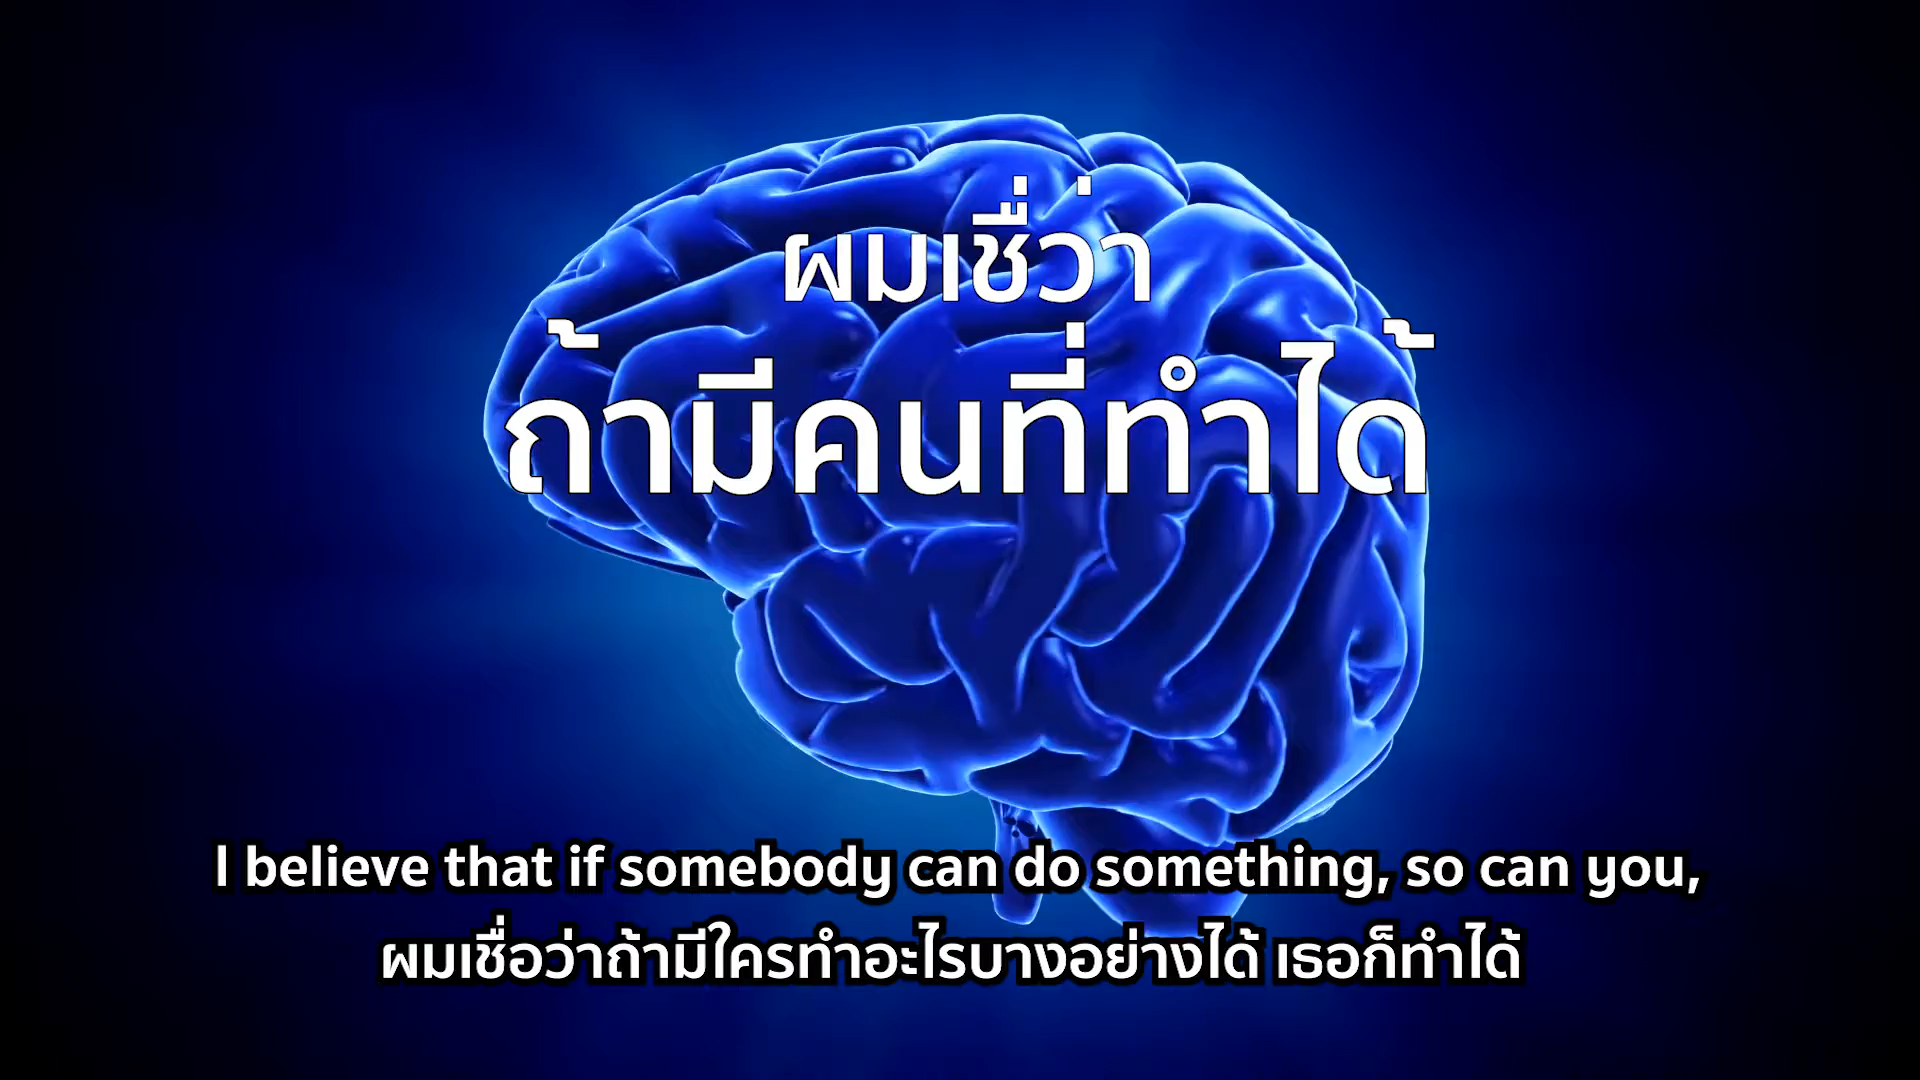 ผมเชื่ว่า
ถ้ามีคนที่ทำได้
I believe that if somebody can do something, so can you,
ผมเชื่อว่าถ้ามีใครทำอะไรบางอย่างได้ เธอก็ทำได้